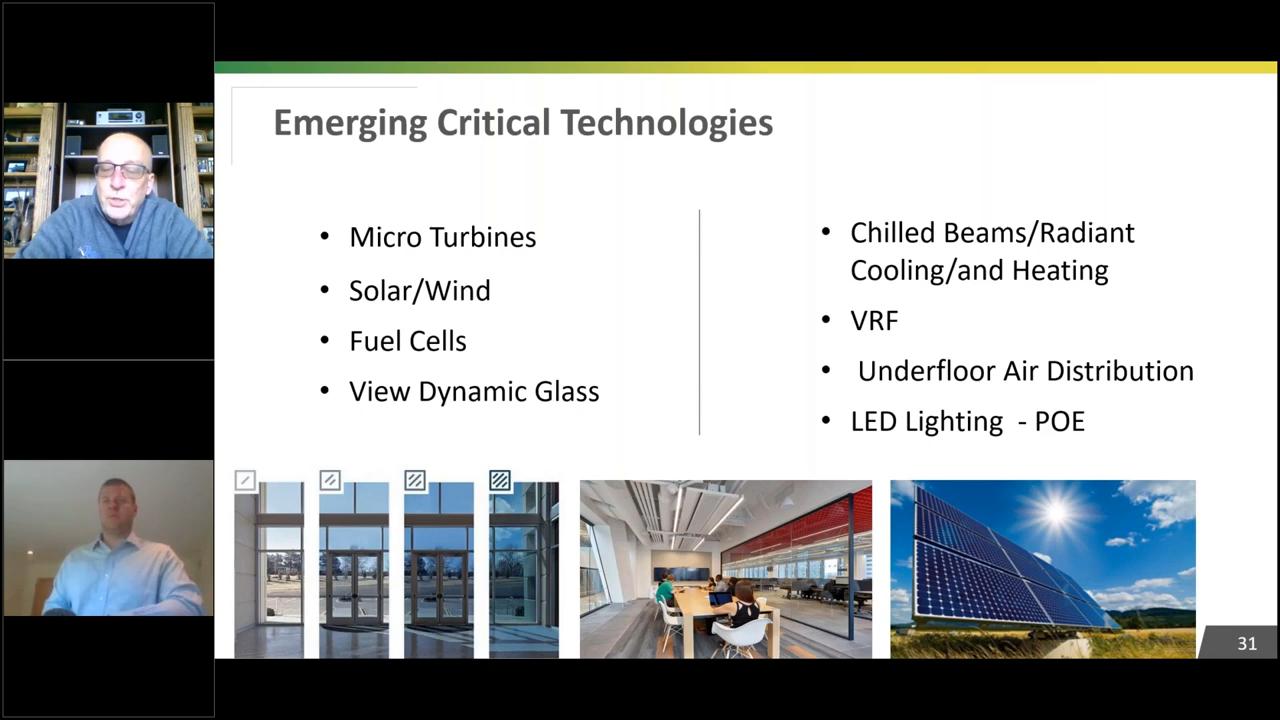 Emerging Critical Technologies
• Micro Turbines
• Solar/Wind
• Fuel Cells
• View Dynamic Glass
• Chilled Beams/Radiant
Cooling/and Heating
• VRF
• Underfloor Air Distribution
• LED Lighting - POE
31